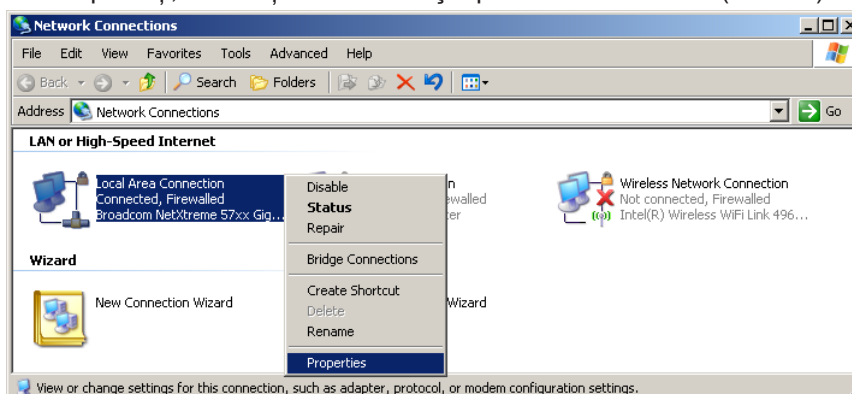 Network Connections
File Edit View Favorites Tools Advanced Help
Back Search Folders
Address Network Connections Go
LAN or High-Speed Internet
Local Area Connection
Connected, Firewalled
Broadcom NetXtreme 57xx Gig...
Disable
Status
Repair
Bridge Connections
Create Shortcut
Delete
Rename
Properties
Wireless Network Connection
Not connected, Firewalled
Intel(R) Wireless WiFi Link 496...
Wizard
New Connection Wizard
Wizard
View or change settings for this connection, such as adapter, protocol, or modem configuration settings.